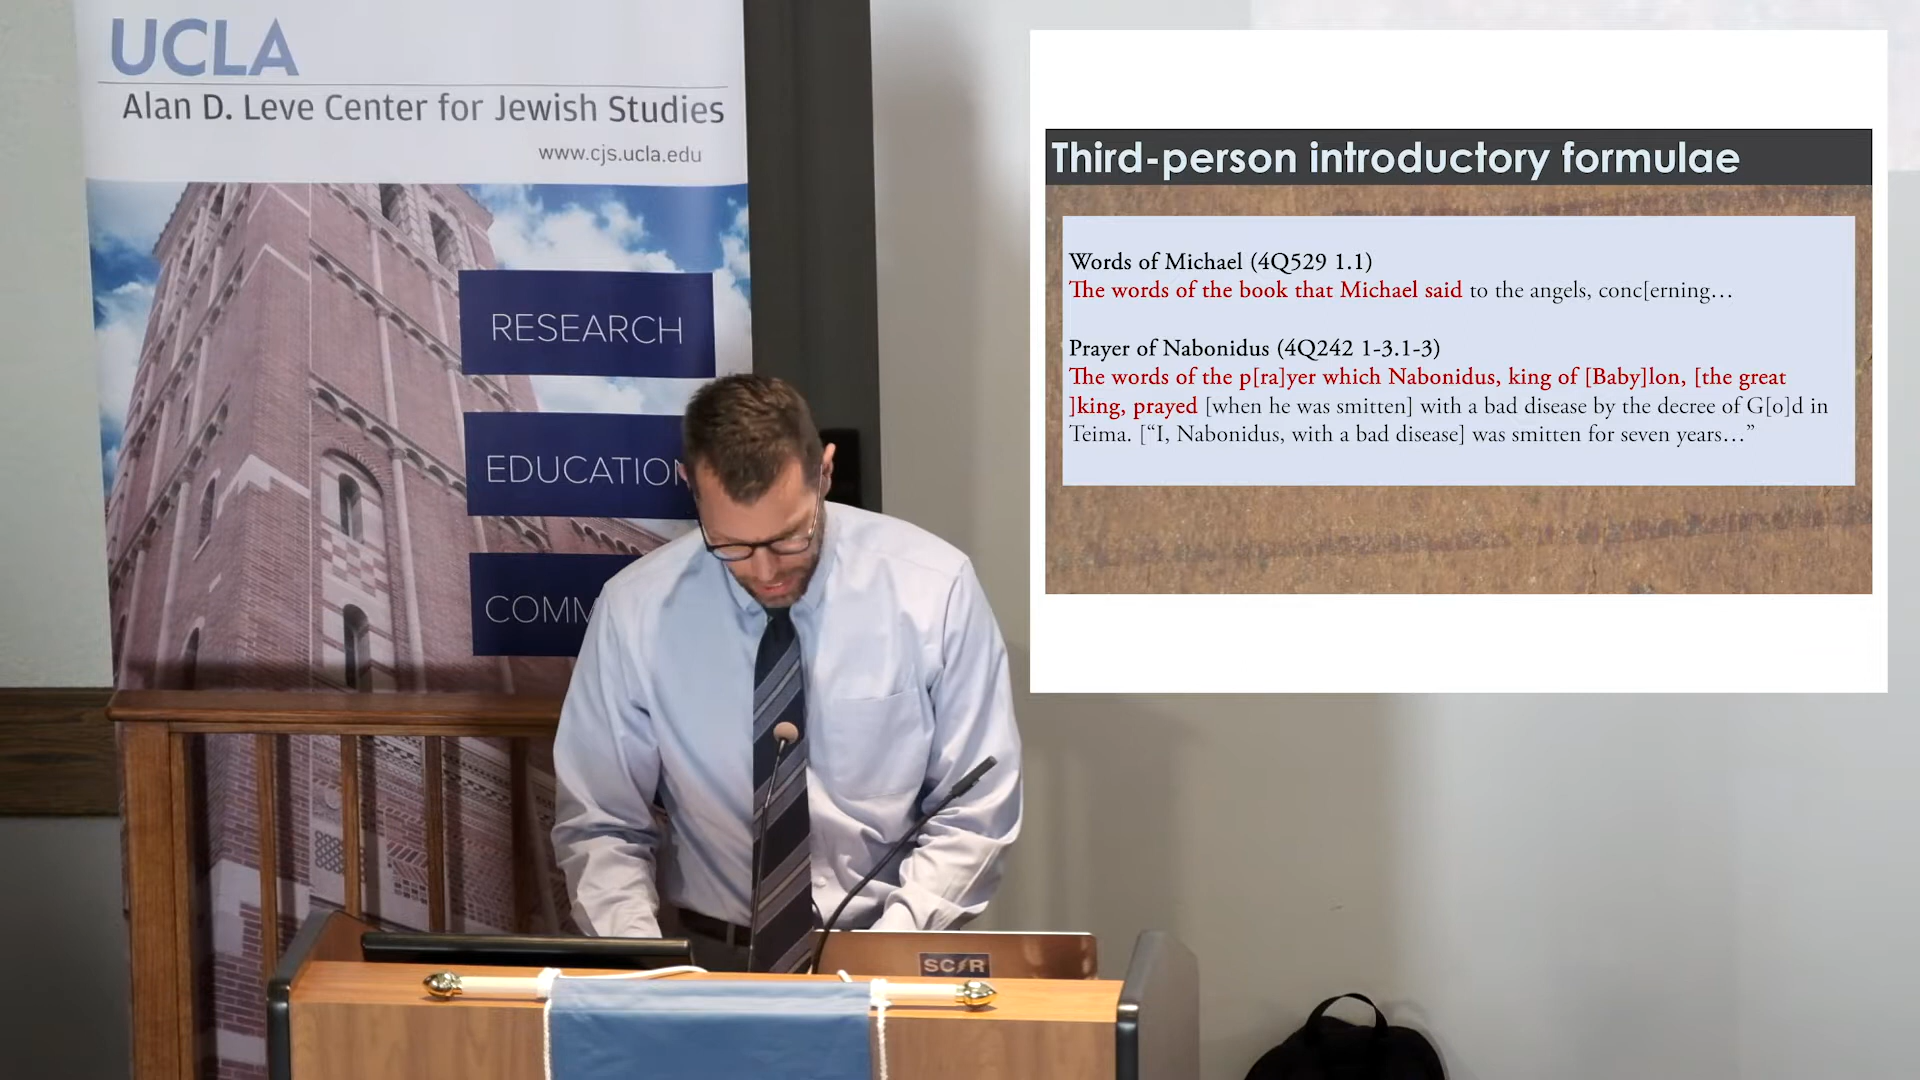 UCLA
Alan D. Leve Center for Jewish Studies
www.cjs.ucla.edu
RESEARCH
EDUCATION
COMM
Third-person introductory formulae
Words of Michael (4Q529 1.1)
The words of the book that Michael said to the angels, conc[erning…
Prayer of Nabonidus (4Q242 1-3.1-3)
The words of the p[ra]yer which Nabonidus, king of [Baby]lon, [the great
]king, prayed [when he was smitten] with a bad disease by the decree of G[o]d in
Teima. [“I, Nabonidus, with a bad disease] was smitten for seven years…”